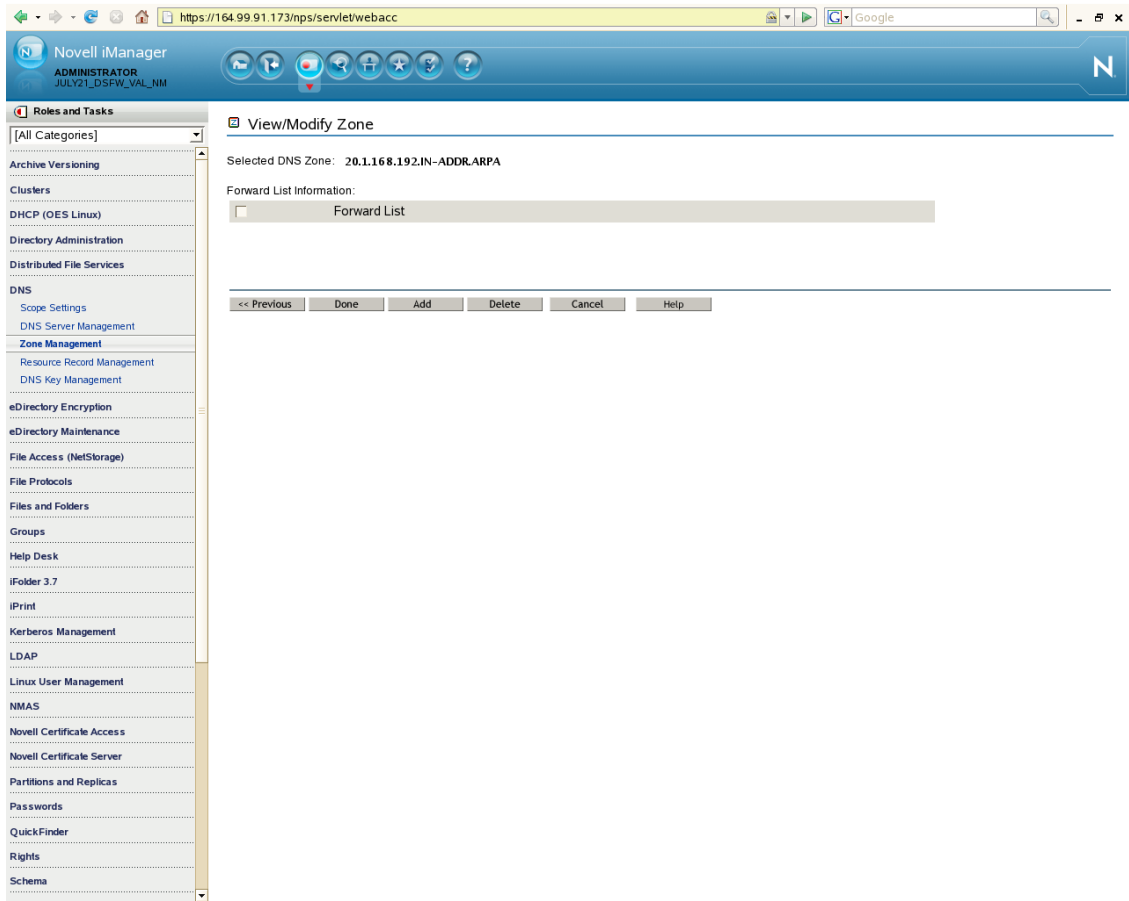 https://164.99.91.173/nps/servlet/webacc
Google
Novell iManager
ADMINISTRATOR
JULY21_DSFW_VAL_NM
N
Roles and Tasks
[All Categories]
Archive Versioning
Clusters
DHCP (OES Linux)
Directory Administration
Distributed File Services
DNS
Scope Settings
DNS Server Management
Zone Management
Resource Record Management
DNS Key Management
eDirectory Encryption
eDirectory Maintenance
File Access (NetStorage)
File Protocols
Files and Folders
Groups
Help Desk
iFolder 3.7
iPrint
Kerberos Management
LDAP
Linux User Management
NMAS
Novell Certificate Access
Novell Certificate Server
Partitions and Replicas
Passwords
QuickFinder
Rights
Schema
View/Modify Zone
Selected DNS Zone: 20.1.168.192.IN-ADDR.ARPA
Forward List Information:
Forward List
<< Previous Done Add Delete Cancel Help